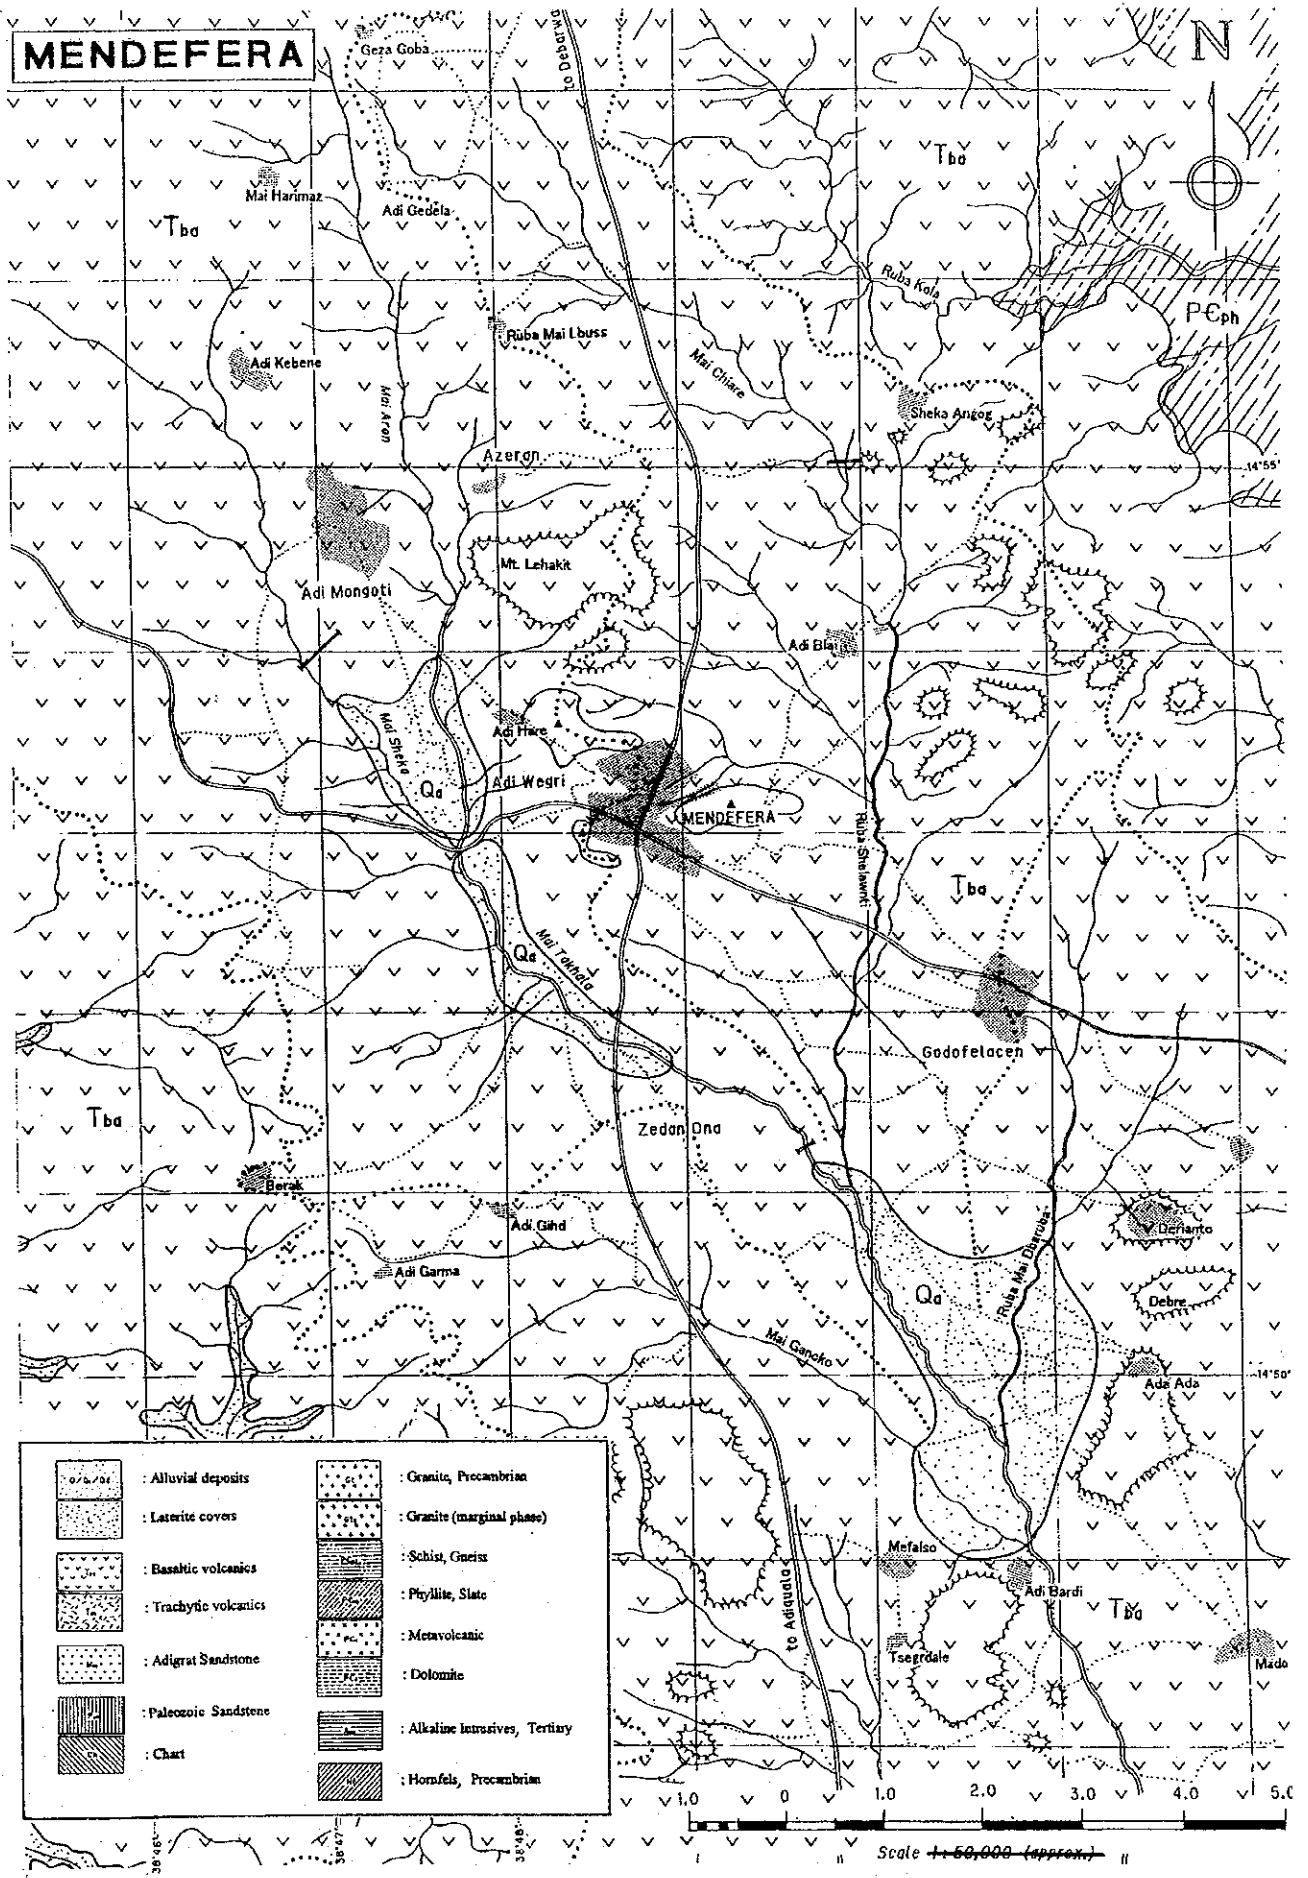 MENDEFERA
N
to Debarwa
Geza Goba
Tba
Mai Harimaz
Adi Gedela
Tba
Ruba Kola
PЄph
Ruba Mai Lbuss
Adi Kebene
Mai Chiare
Mai Aron
Sheka Angog
Azeron
14°55'
Mt. Lehakit
Adi Mongoti
Adi Bla
Mai Sheka
Adi Hare
Adi Wegri
Qa
MENDEFERA
Ruba Shelawnti
Tba
Mai Takhala
Qa
Godofelacen
Tba
Zedan Ona
Berak
Adi Gihd
Derianto
Adi Garma
Ruba Mai Dbaruba
Qa
Debre
Mai Gancko
Ada Ada
14°50'
: Alluvial deposits
: Laterite covers
: Basaltic volcanics
: Trachytic volcanics
: Adigrat Sandstone
: Paleozoic Sandstene
: Chart
: Granite, Precambrian
: Granite (marginal phase)
: Schist, Gneiss
: Phyllite, Slate
: Metavolcanic
: Dolomite
: Alkaline Intrusives, Tertiary
: Hornfels, Precambrian
Mefalso
Adi Bardi
Tba
to Adiquala
Tsegrdale
Mado
1.0 0 1.0 2.0 3.0 4.0 5.0
Scale 1:50,000 (approx.)
38°46'
38°47'
38°48'